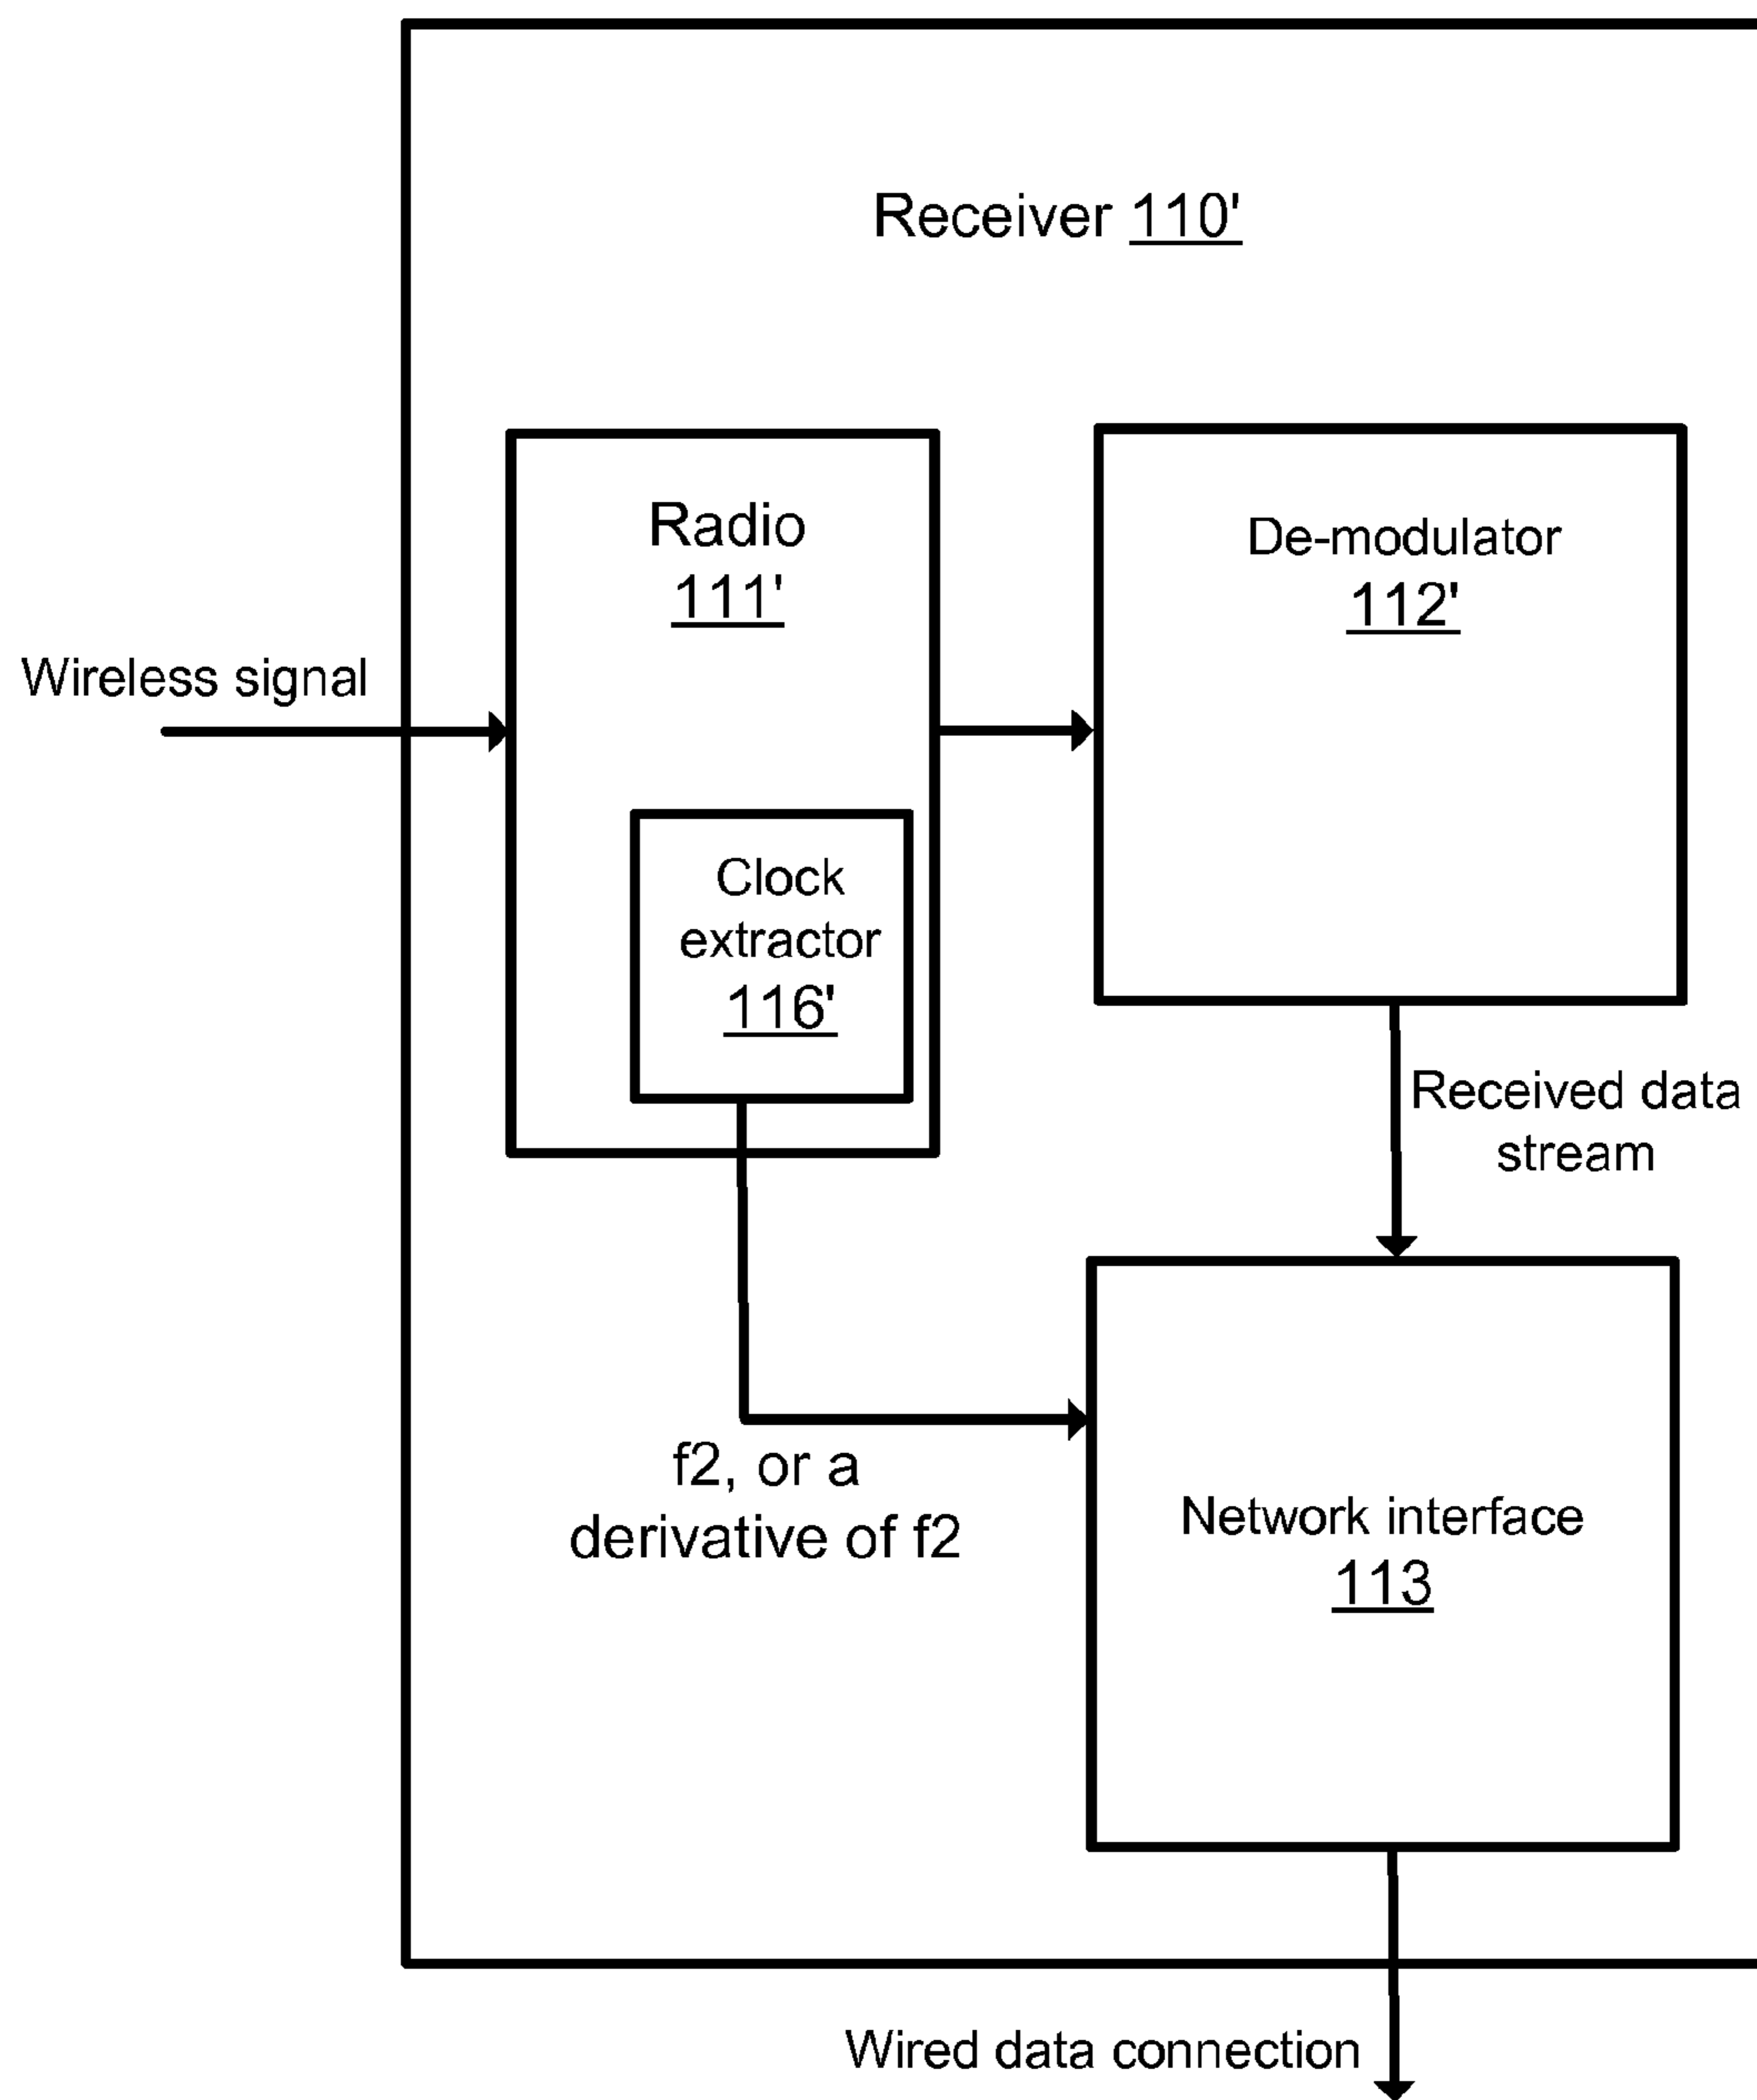 Receiver 110'
Radio
111'
De-modulator
112'
Wireless signal
Clock
extractor
116'
Received data
stream
f2, or a
derivative of f2
Network interface
113
Wired data connection